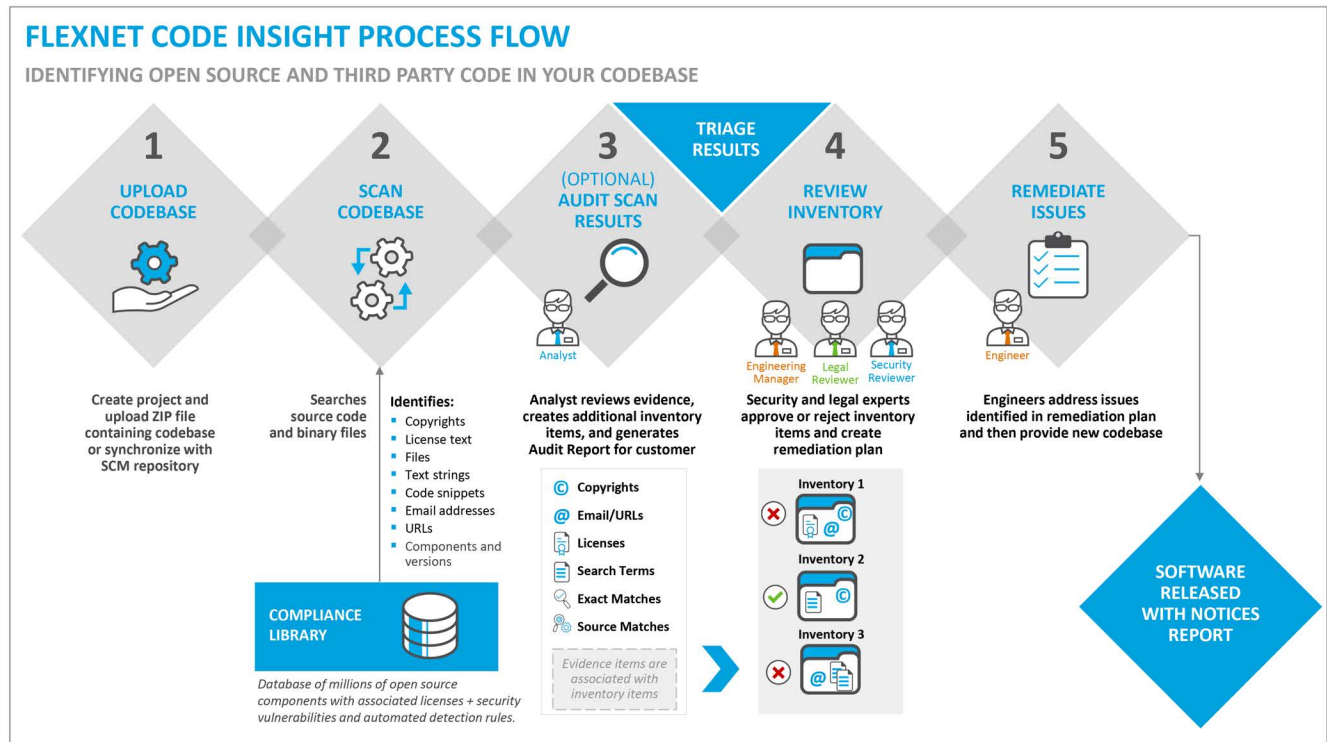 FLEXNET CODE INSIGHT PROCESS FLOW
IDENTIFYING OPEN SOURCE AND THIRD PARTY CODE IN YOUR CODEBASE
1
UPLOAD
CODEBASE
Create project and
upload ZIP file
containing codebase
or synchronize with
SCM repository
2
SCAN
CODEBASE
Searches
source code
and binary files
Identifies:
Copyrights
License text
Files
Text strings
Code snippets
Email addresses
URLs
Components and
versions
COMPLIANCE
LIBRARY
Database of millions of open source
components with associated licenses + security
vulnerabilities and automated detection rules.
3
(OPTIONAL)
AUDIT SCAN
RESULTS
Analyst
Analyst reviews evidence,
creates additional inventory
items, and generates
Audit Report for customer
© Copyrights
@ Email/URLs
Licenses
Search Terms
Exact Matches
Source Matches
Evidence items are
associated with
inventory items
TRIAGE
RESULTS
4
REVIEW
INVENTORY
Engineering
Manager
Legal
Reviewer
Security
Reviewer
Security and legal experts
approve or reject inventory
items and create
remediation plan
Inventory 1
©
@
Inventory 2
©
Inventory 3
@
5
REMEDIATE
ISSUES
Engineer
Engineers address issues
identified in remediation plan
and then provide new codebase
SOFTWARE
RELEASED
WITH NOTICES
REPORT